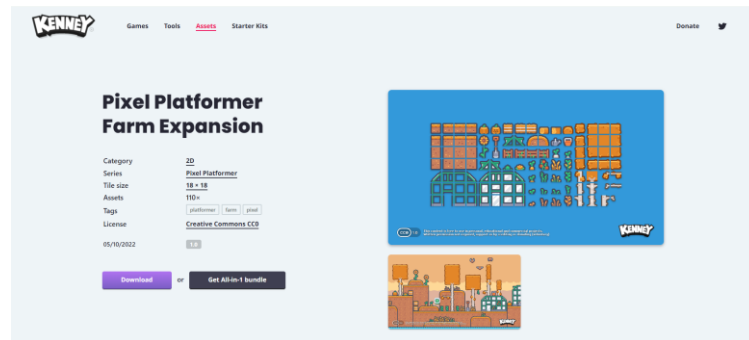 KENNEY
Games Tools Assets Starter Kits
Donate
Pixel Platformer
Farm Expansion
Category 2D
Series Pixel Platformer
Tile size 18 × 18
Assets 110×
Tags platformer farm pixel
License Creative Commons CC0
05/10/2022 1.0
Download or Get All-in-1 bundle
KENNEY
KENNEY